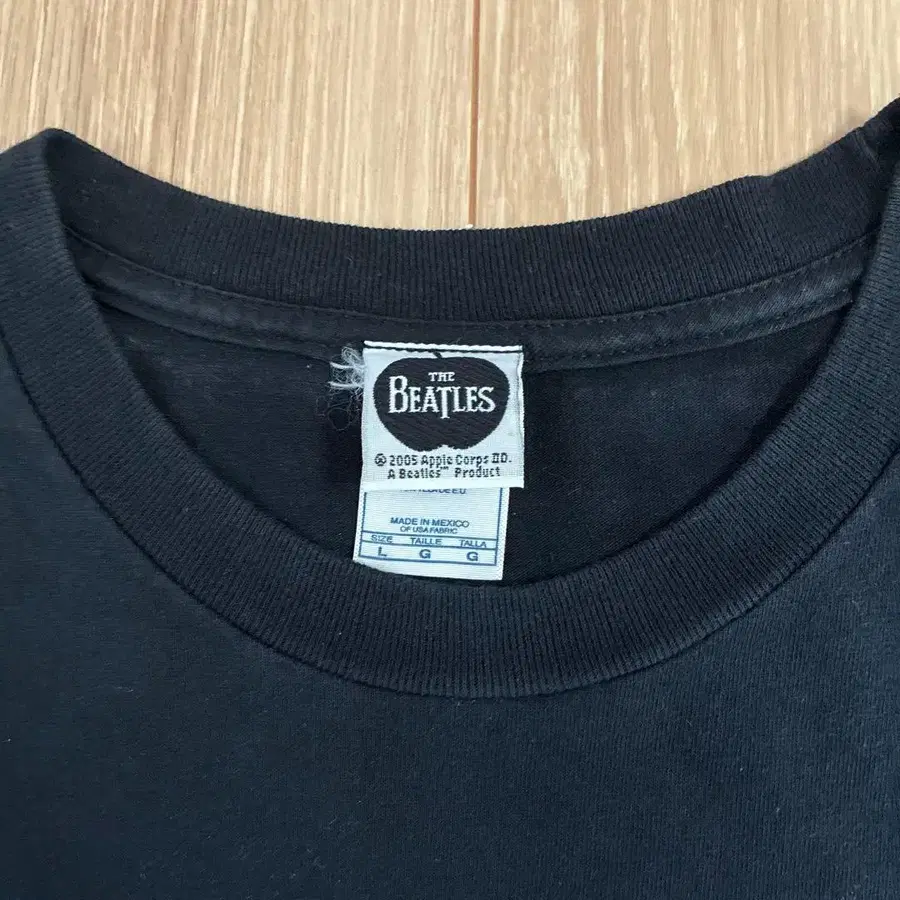 THE
BEATLES
© 2005 Apple Corps LTD.
A Beatles™ Product
MADE IN MEXICO
OF USA FABRIC
SIZE TAILLE TALLA
L G G